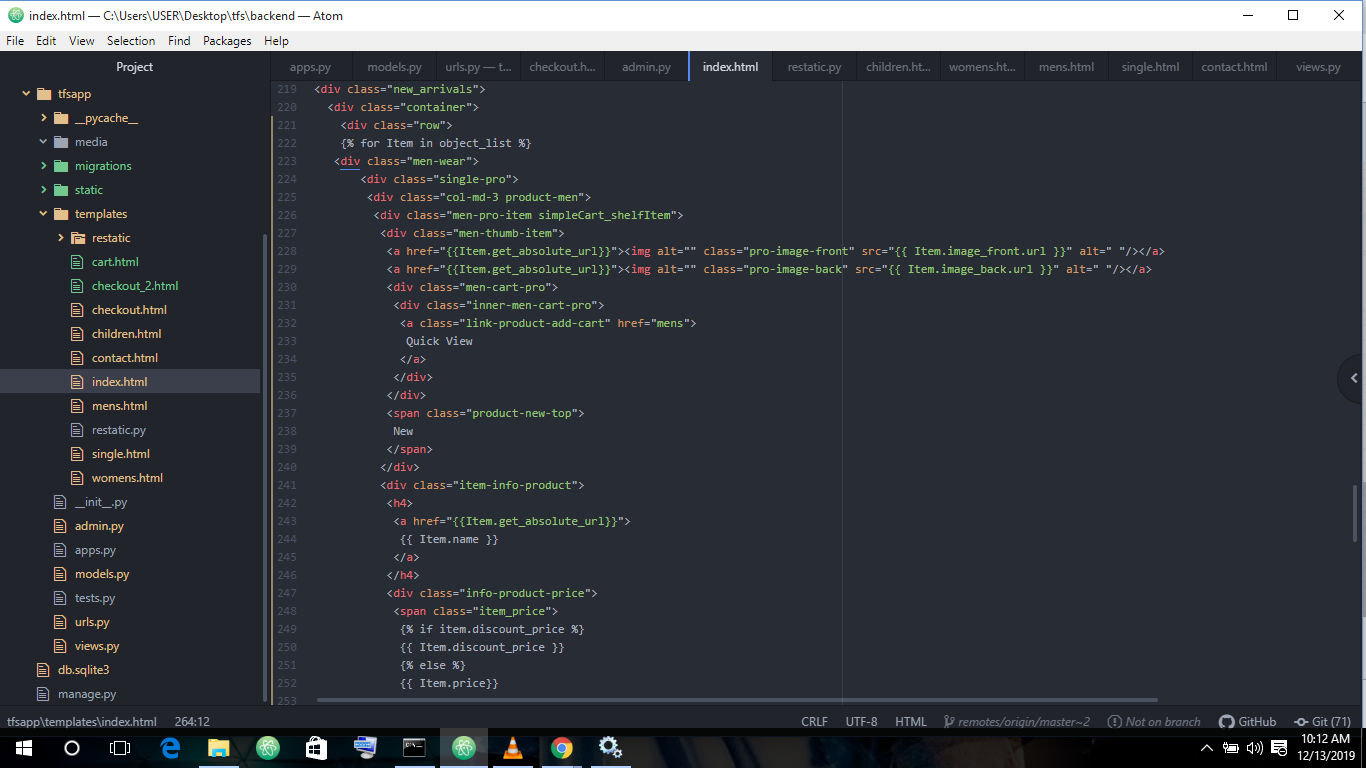 index.html — C:\Users\USER\Desktop\tfs\backend — Atom
File Edit View Selection Find Packages Help
Project
apps.py models.py urls.py — t... checkout.h... admin.py index.html restatic.py children.ht... womens.ht... mens.html single.html contact.html views.py
tfsapp
__pycache__
media
migrations
static
templates
restatic
cart.html
checkout_2.html
checkout.html
children.html
contact.html
index.html
mens.html
restatic.py
single.html
womens.html
__init__.py
admin.py
apps.py
models.py
tests.py
urls.py
views.py
db.sqlite3
manage.py
219 <div class="new_arrivals">
220 <div class="container">
221 <div class="row">
222 {% for Item in object_list %}
223 <div class="men-wear">
224 <div class="single-pro">
225 <div class="col-md-3 product-men">
226 <div class="men-pro-item simpleCart_shelfItem">
227 <div class="men-thumb-item">
228 <a href="{{Item.get_absolute_url}}"><img alt="" class="pro-image-front" src="{{ Item.image_front.url }}" alt=" "/></a>
229 <a href="{{Item.get_absolute_url}}"><img alt="" class="pro-image-back" src="{{ Item.image_back.url }}" alt=" "/></a>
230 <div class="men-cart-pro">
231 <div class="inner-men-cart-pro">
232 <a class="link-product-add-cart" href="mens">
233 Quick View
234 </a>
235 </div>
236 </div>
237 <span class="product-new-top">
238 New
239 </span>
240 </div>
241 <div class="item-info-product">
242 <h4>
243 <a href="{{Item.get_absolute_url}}">
244 {{ Item.name }}
245 </a>
246 </h4>
247 <div class="info-product-price">
248 <span class="item_price">
249 {% if item.discount_price %}
250 {{ Item.discount_price }}
251 {% else %}
252 {{ Item.price}}
253
tfsapp\templates\index.html 264:12 CRLF UTF-8 HTML remotes/origin/master~2 Not on branch GitHub Git (71)
10:12 AM
12/13/2019